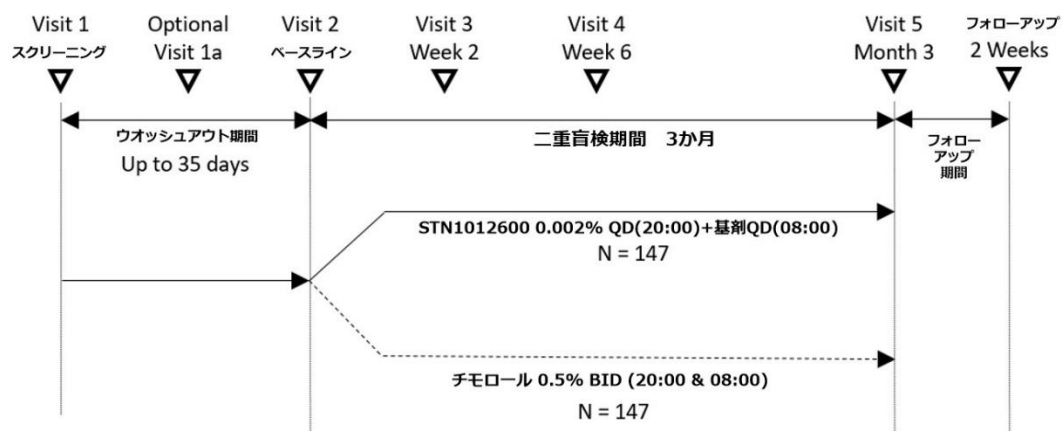 Visit 1
スクリーニング
Optional
Visit 1a
Visit 2
ベースライン
Visit 3
Week 2
Visit 4
Week 6
Visit 5
Month 3
フォローアップ
2 Weeks
ウオッシュアウト期間
Up to 35 days
二重盲検期間 3か月
フォロー
アップ
期間
STN1012600 0.002% QD(20:00)+基剤QD(08:00)
N = 147
チモロール 0.5% BID (20:00 & 08:00)
N = 147